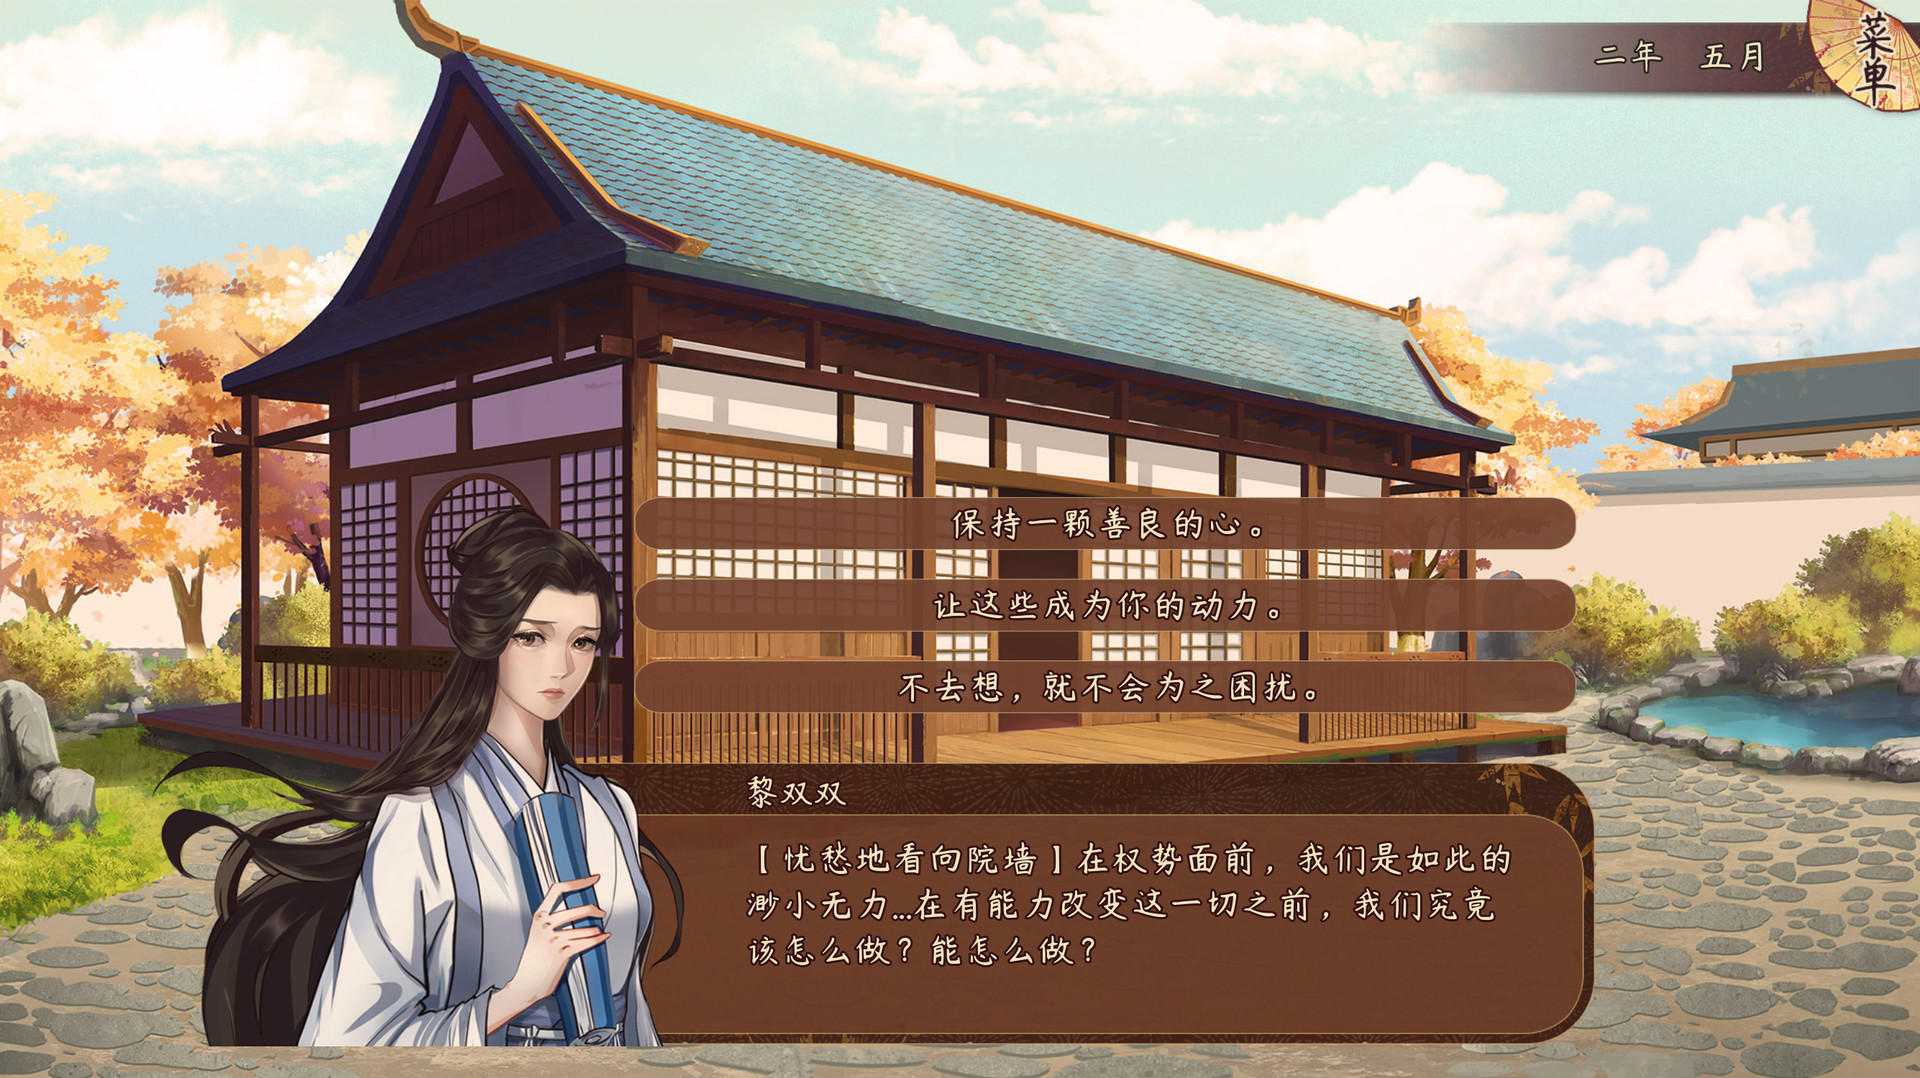 二年 五月
菜单
保持一颗善良的心。
让这些成为你的动力。
不去想，就不会为之困扰。
黎双双
【忧愁地看向院墙】在权势面前，我们是如此的
渺小无力...在有能力改变这一切之前，我们究竟
该怎么做？能怎么做？